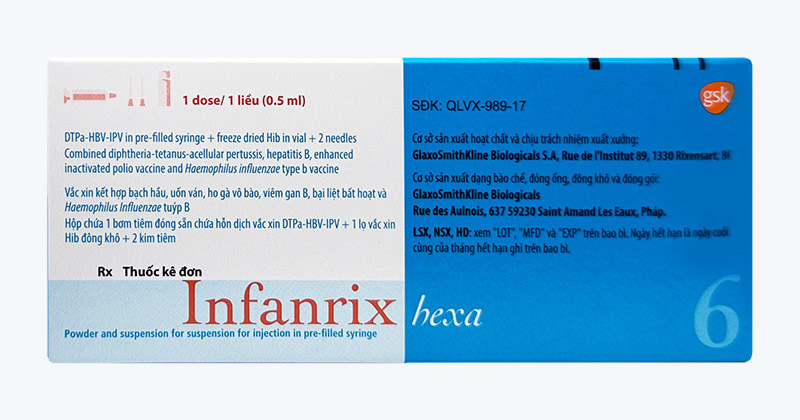 1 dose/ 1 liều (0.5 ml)
DTPa-HBV-IPV in pre-filled syringe + freeze dried Hib in vial + 2 needles
Combined diphtheria-tetanus-acellular pertussis, hepatitis B, enhanced
inactivated polio vaccine and Haemophilus influenzae type b vaccine
Vắc xin kết hợp bạch hầu, uốn ván, ho gà vô bào, viêm gan B, bại liệt bất hoạt và
Haemophilus Influenzae tuýp B
Hộp chứa 1 bơm tiêm đóng sẵn chứa hỗn dịch vắc xin DTPa-HBV-IPV + 1 lọ vắc xin
Hib đông khô + 2 kim tiêm
Rx Thuốc kê đơn
Infanrix hexa
Powder and suspension for suspension for injection in pre-filled syringe
SĐK: QLVX-989-17
gsk
Cơ sở sản xuất hoạt chất và chịu trách nhiệm xuất xưởng:
GlaxoSmithKline Biologicals S.A, Rue de l'Institut 89, 1330 Rixensart, Bỉ
Cơ sở sản xuất dạng bào chế, đóng ống, đông khô và đóng gói:
GlaxoSmithKline Biologicals
Rue des Aulnois, 637 59230 Saint Amand Les Eaux, Pháp.
LSX, NSX, HD: xem "LOT", "MFD" và "EXP" trên bao bì. Ngày hết hạn là ngày cuối
cùng của tháng hết hạn ghi trên bao bì.
6